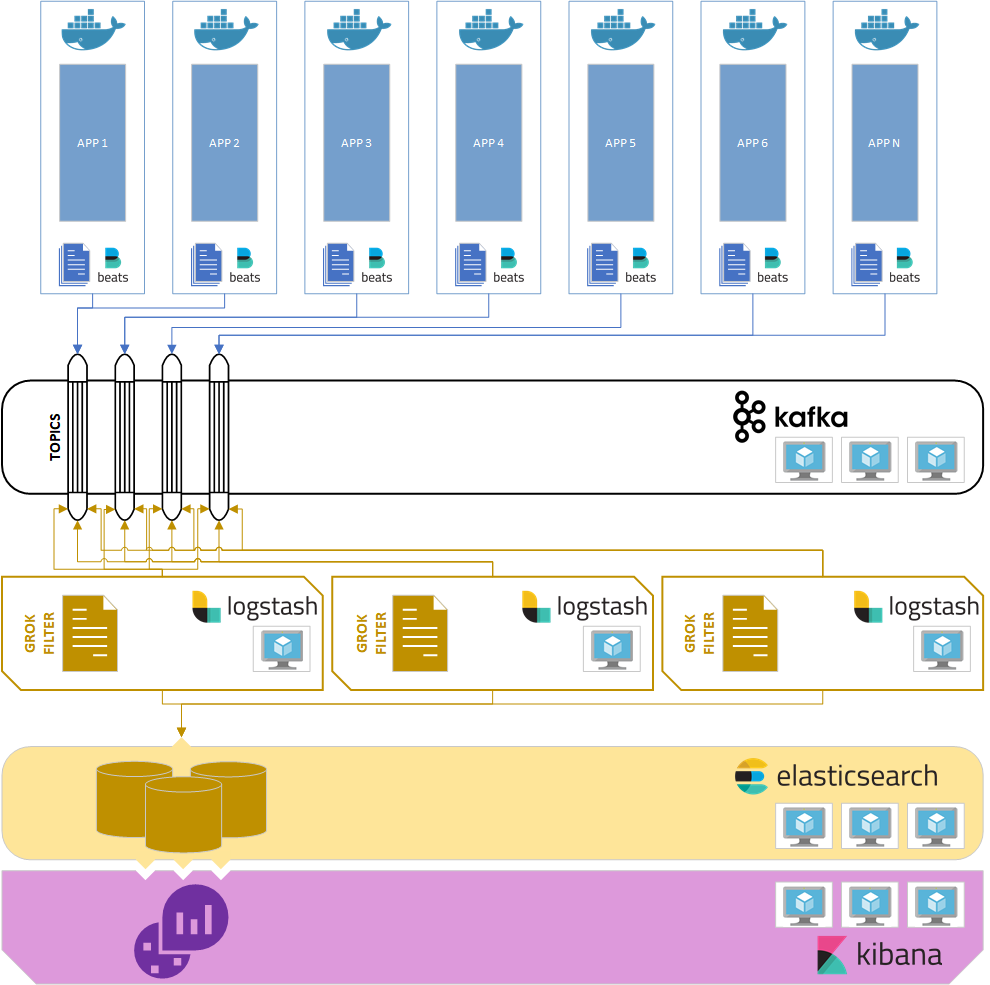 APP 1
APP 2
APP 3
APP 4
APP 5
APP 6
APP N
beats
beats
beats
beats
beats
beats
beats
TOPICS
kafka
GROK
FILTER
logstash
GROK
FILTER
logstash
GROK
FILTER
logstash
elasticsearch
kibana